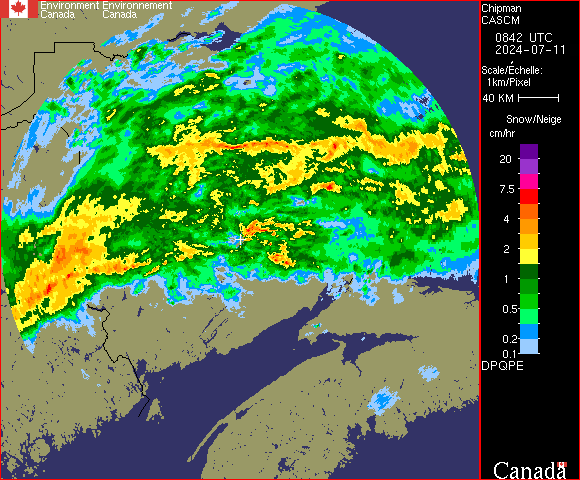 Environment Environnement
Canada Canada
Chipman
CASCM
0842 UTC
2024-07-11
Scale/Échelle:
1km/Pixel
40 KM
Snow/Neige
cm/hr
20
7.5
4
2
1
0.5
0.2
0.1
DPQPE
Canada